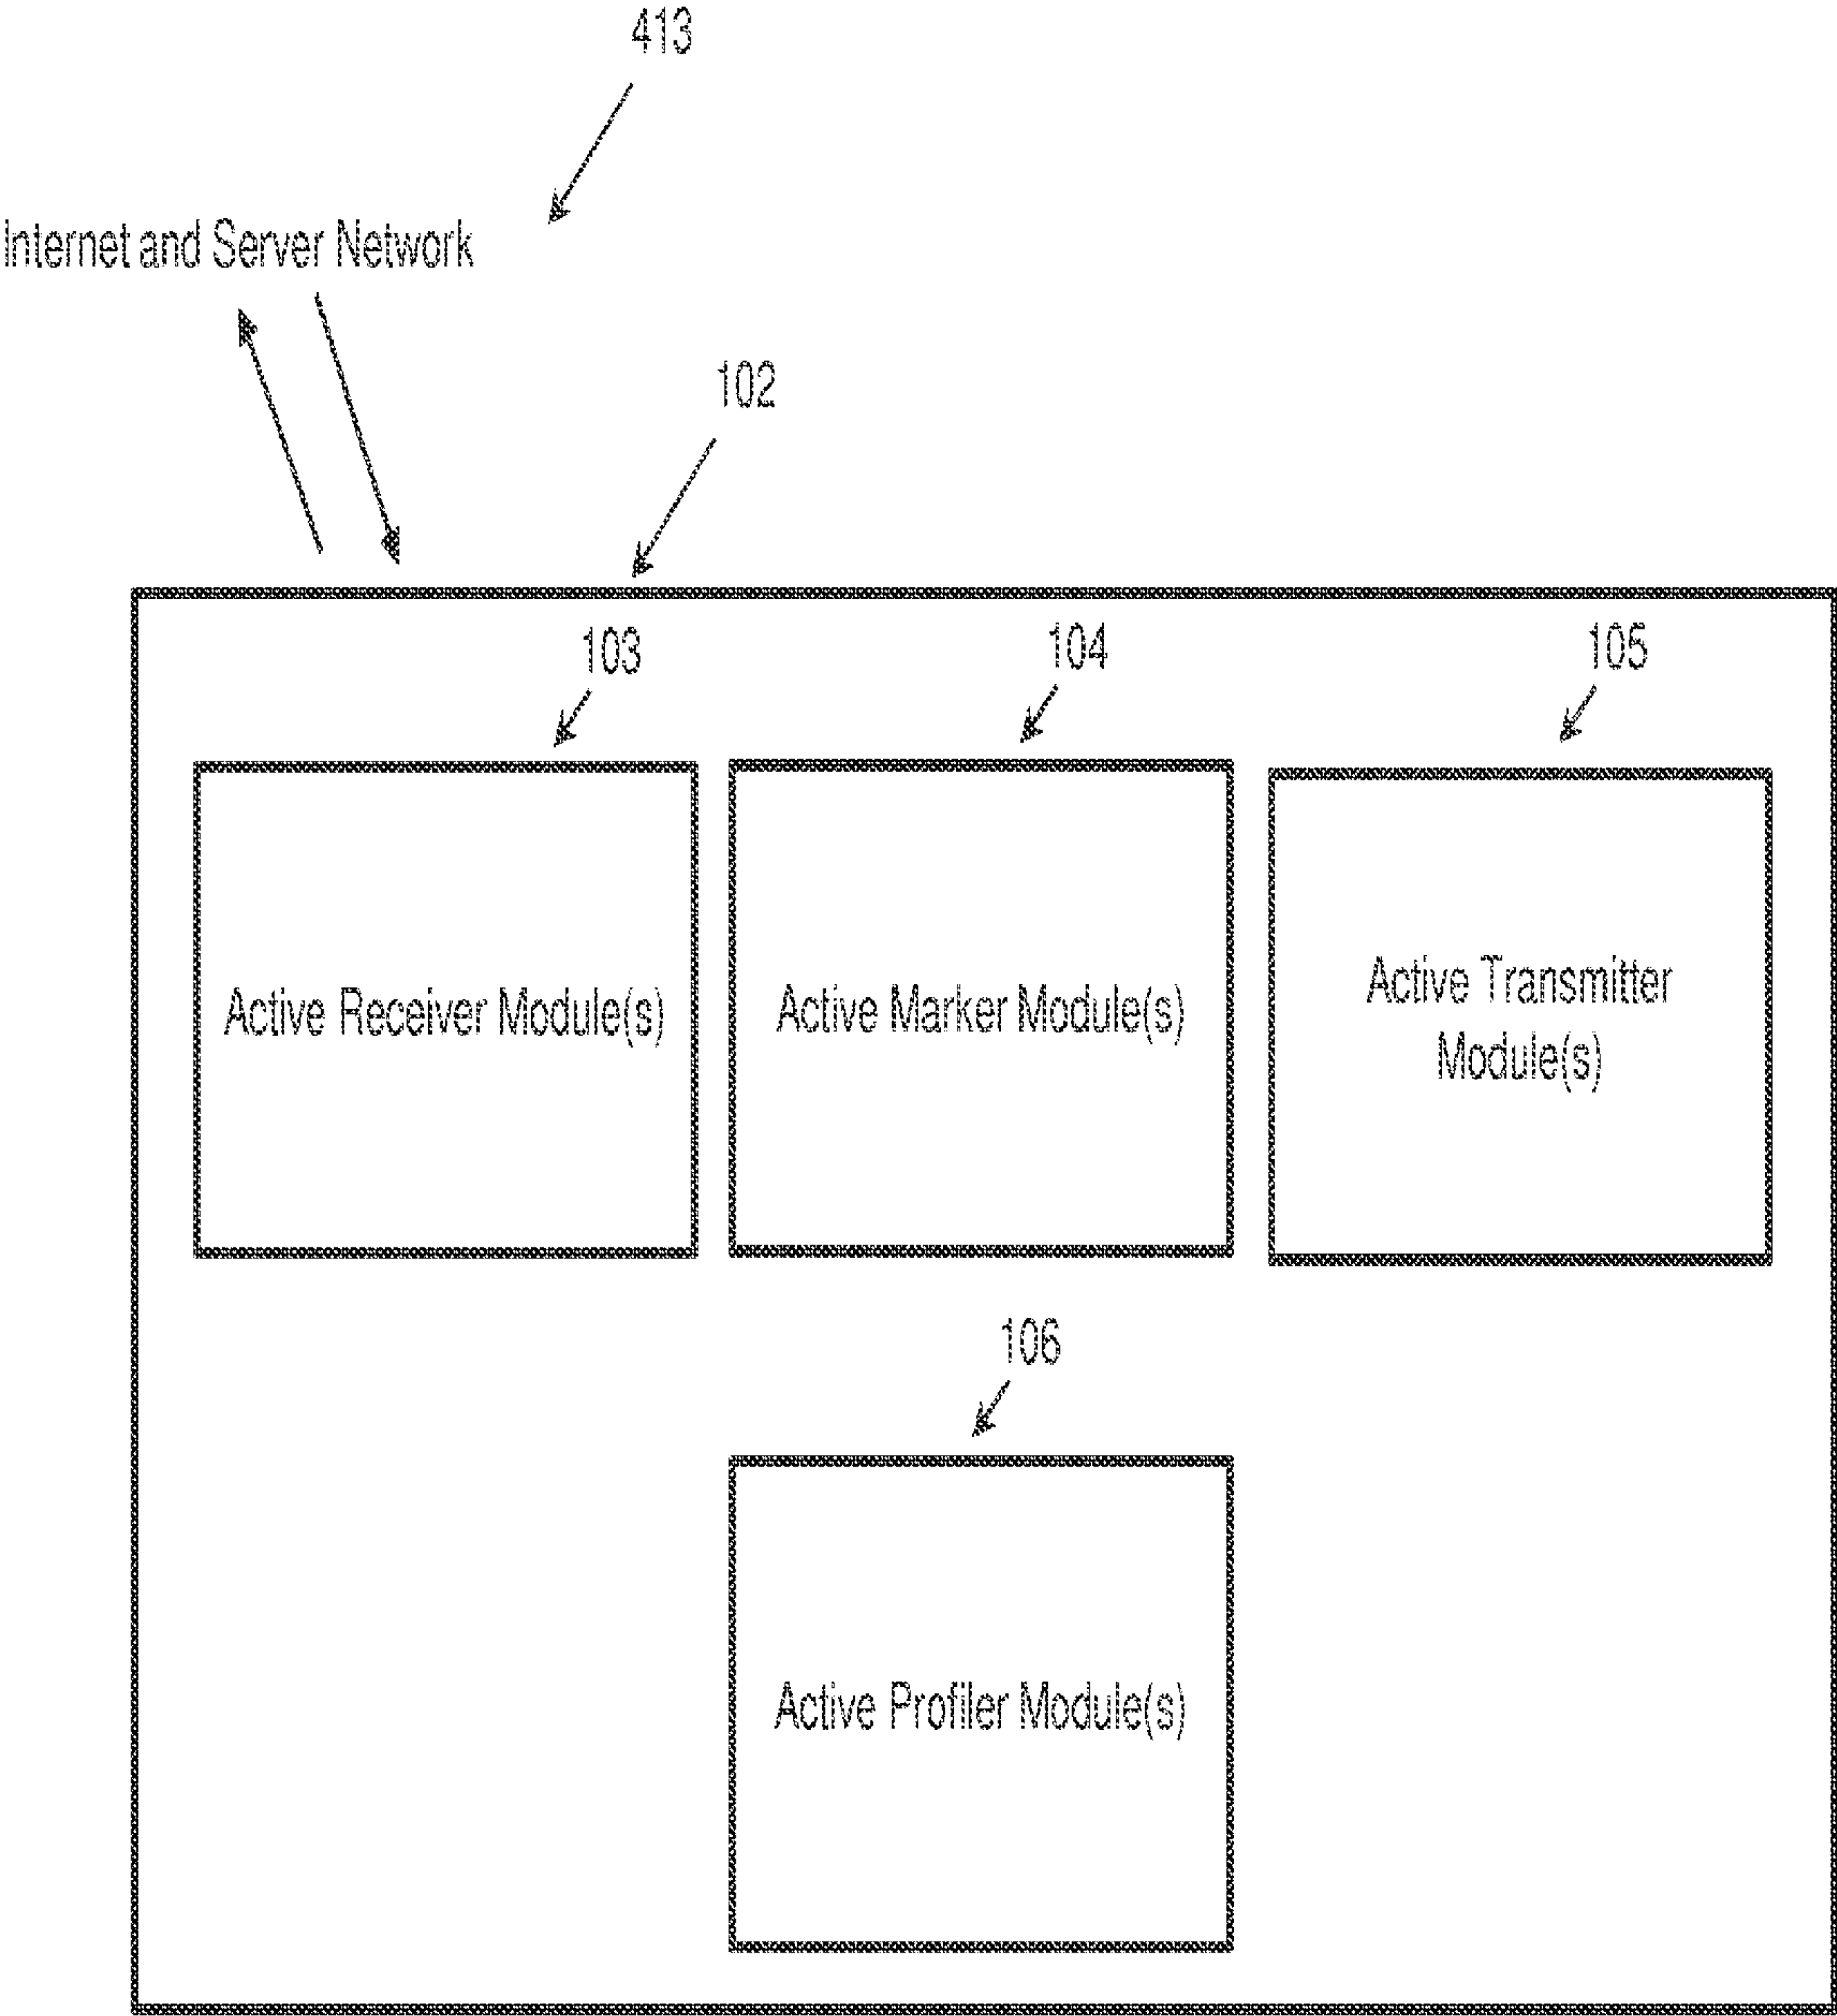 413
Internet and Server Network
102
103
104
105
Active Receiver Module(s)
Active Marker Module(s)
Active Transmitter
Module(s)
106
Active Profiler Module(s)